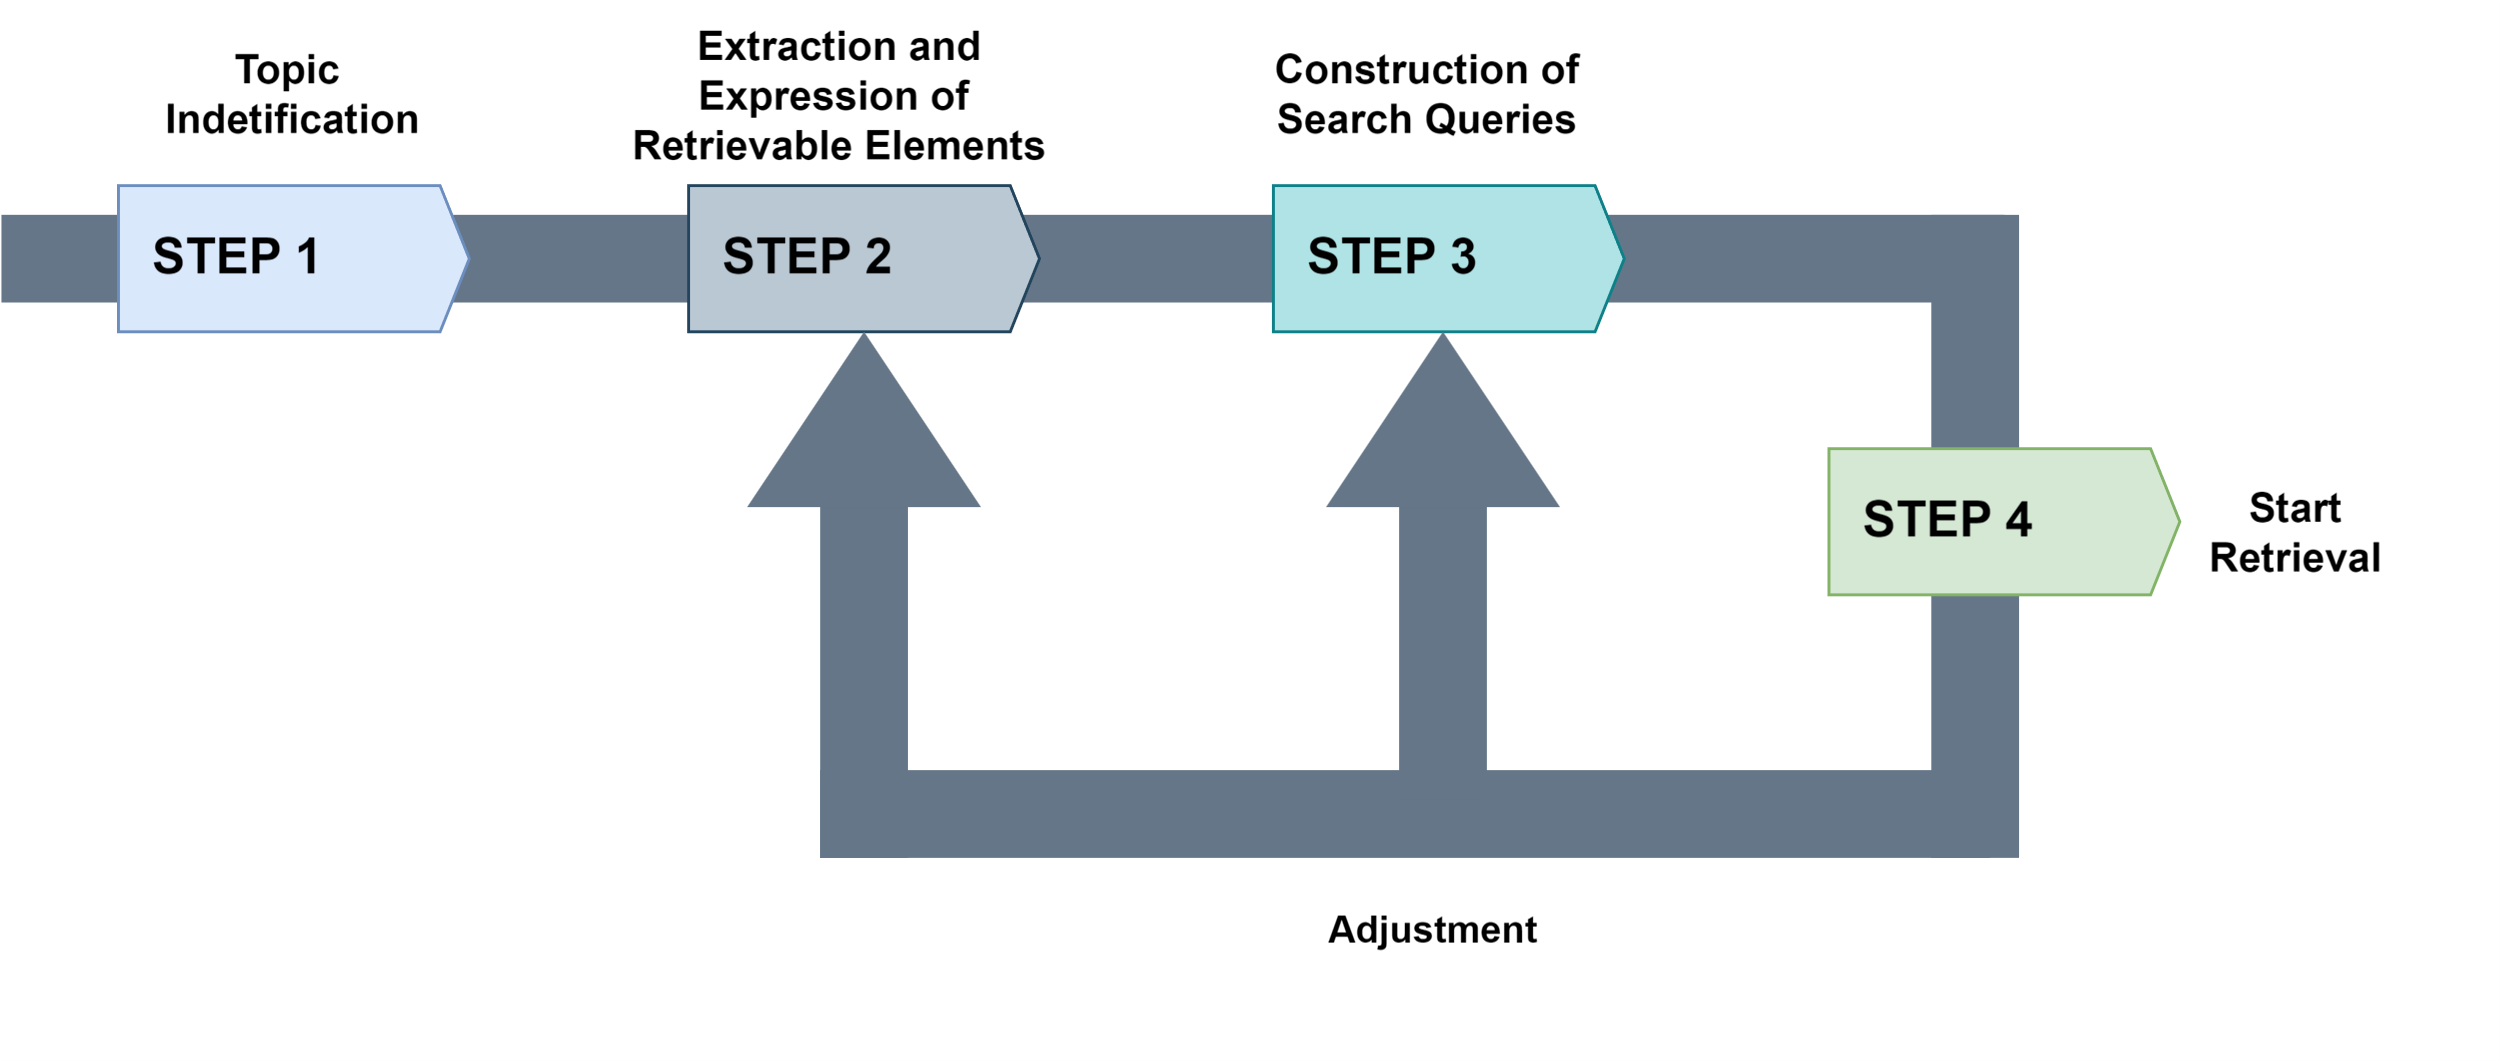 Topic
Indetification
STEP 1
Extraction and
Expression of
Retrievable Elements
STEP 2
Construction of
Search Queries
STEP 3
STEP 4
Start
Retrieval
Adjustment